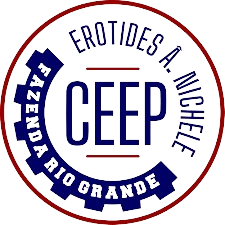 EROTIDES Â. NICHELE
CEEP
FAZENDA RIO GRANDE